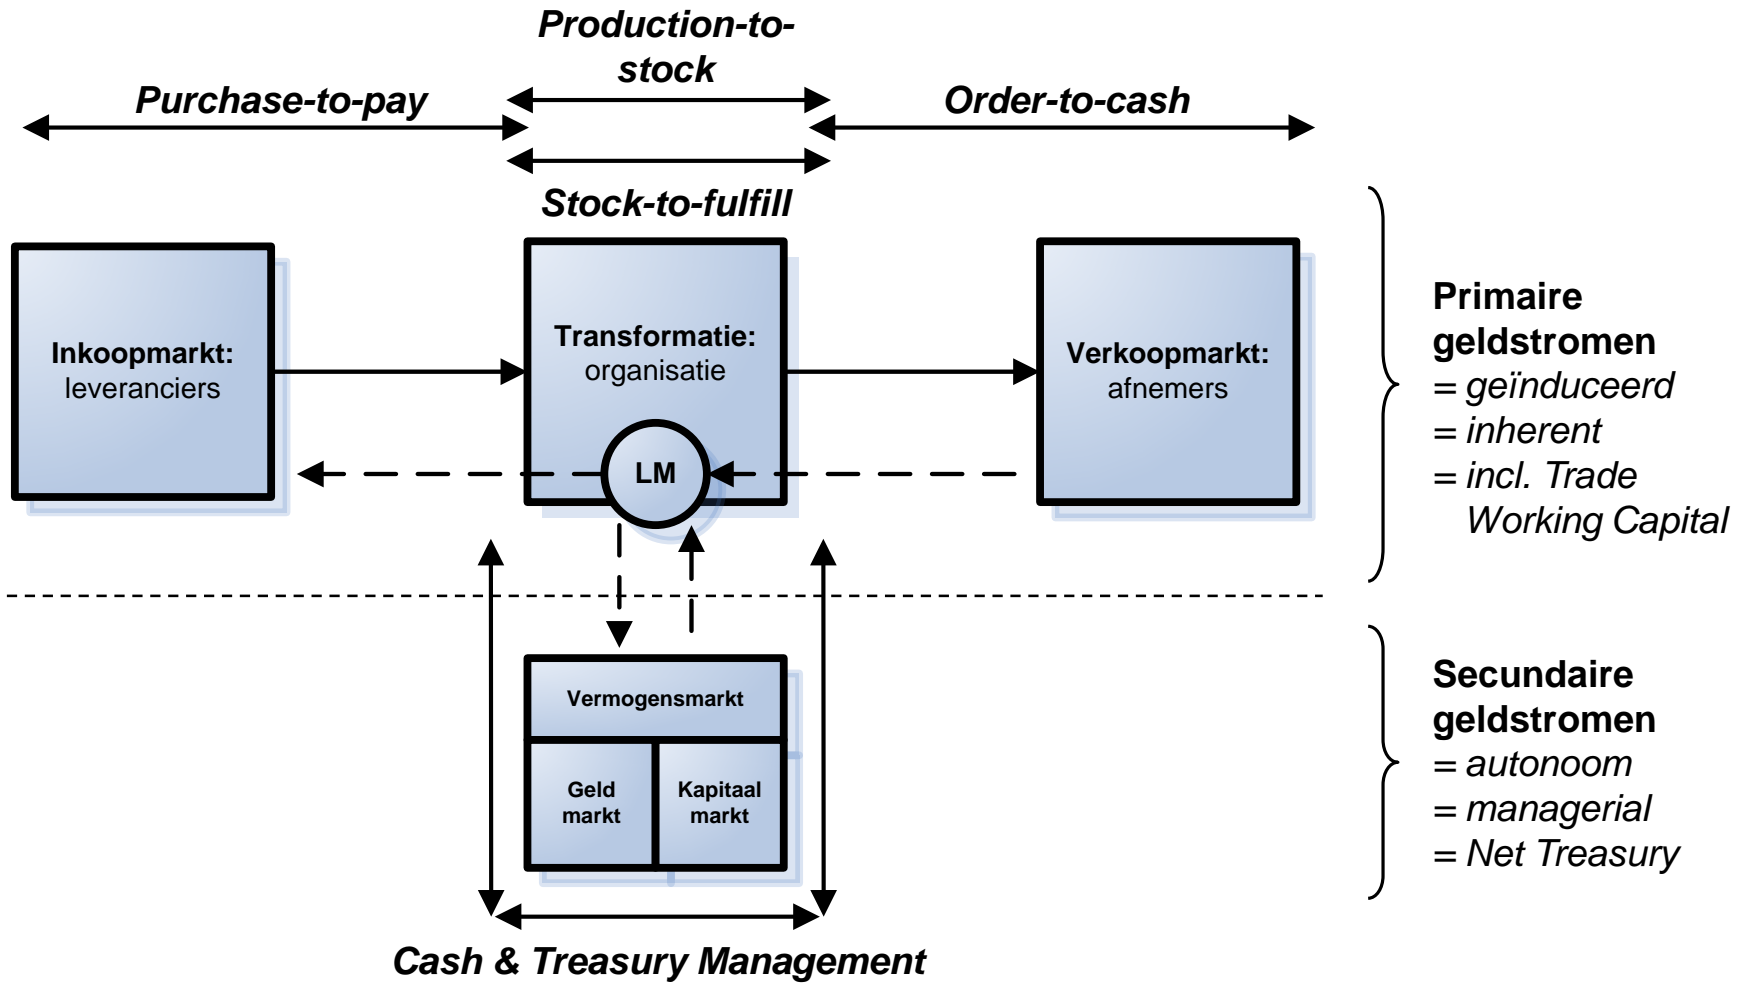 Production-to-
stock
Purchase-to-pay
Order-to-cash
Stock-to-fulfill
Inkoopmarkt:
leveranciers
Transformatie:
organisatie
LM
Verkoopmarkt:
afnemers
Primaire
geldstromen
= geïnduceerd
= inherent
= incl. Trade
Working Capital
Vermogensmarkt
Geld
markt
Kapitaal
markt
Secundaire
geldstromen
= autonoom
= managerial
= Net Treasury
Cash & Treasury Management